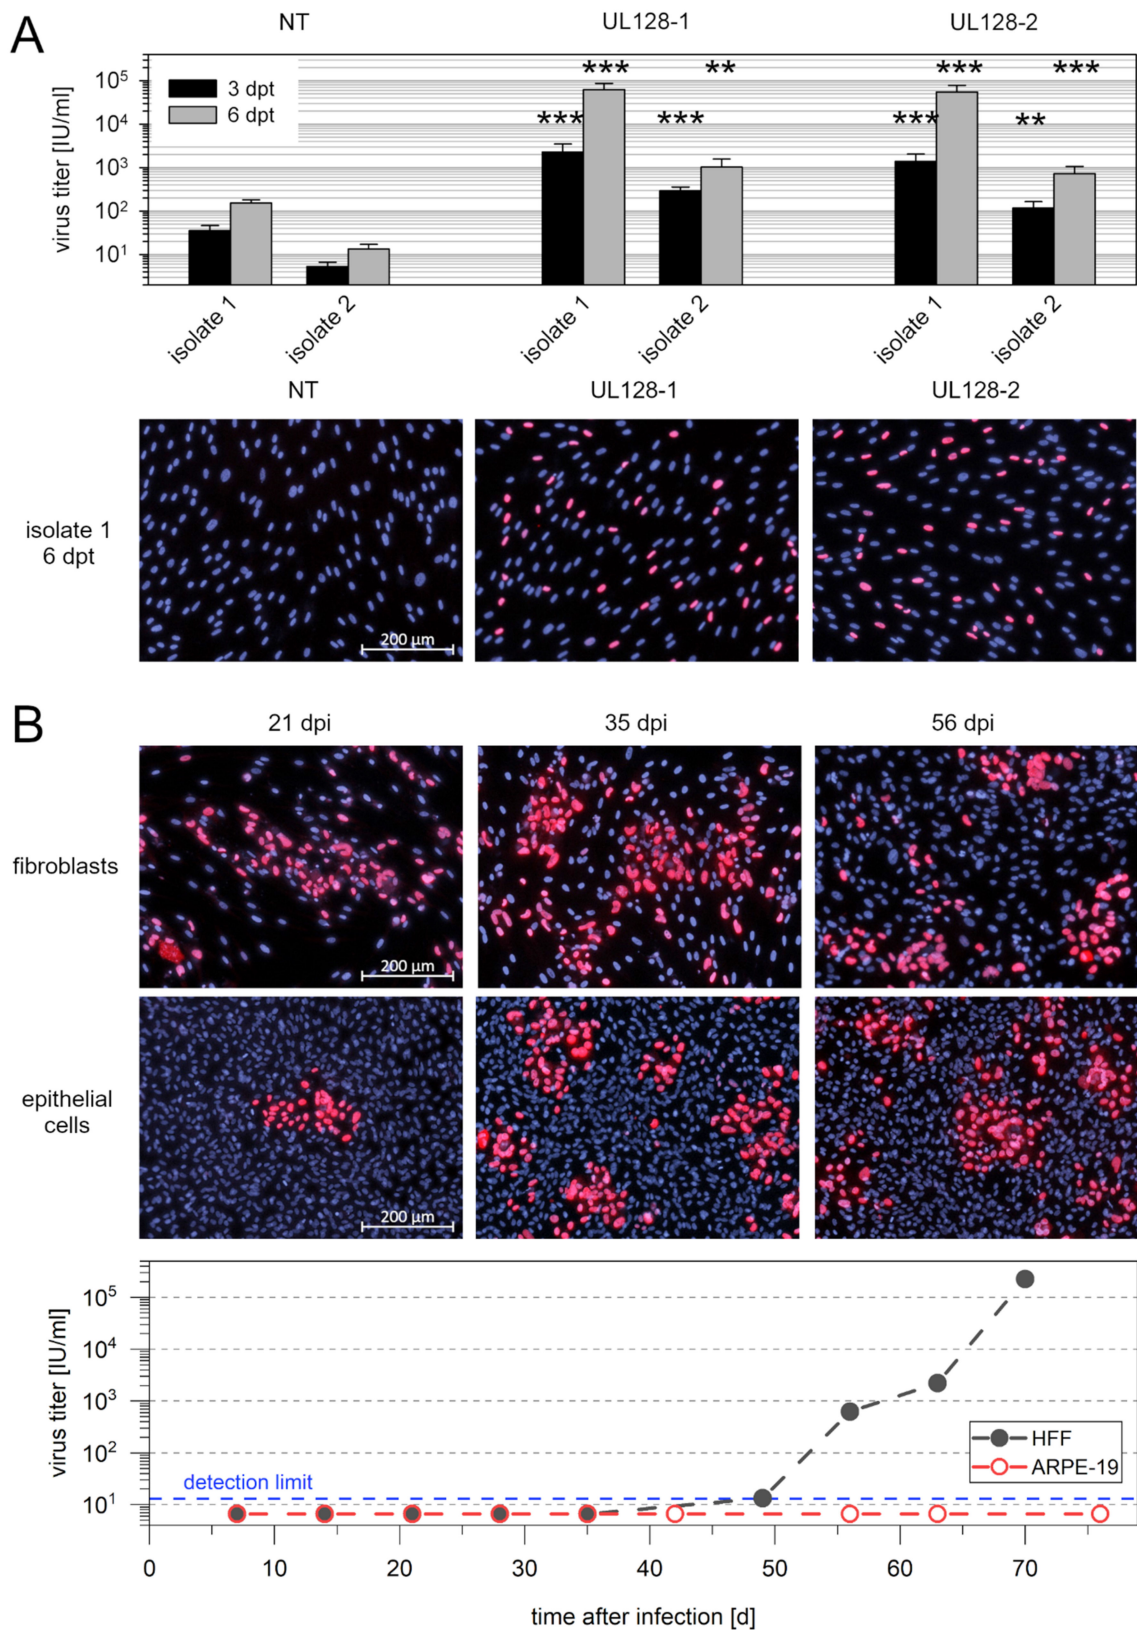 A
NT UL128-1 UL128-2
virus titer [IU/ml]
10⁵
10⁴
10³
10²
10¹
3 dpt
6 dpt
*** ** *** ***
*** *** *** **
isolate 1 isolate 2 isolate 1 isolate 2 isolate 1 isolate 2
NT UL128-1 UL128-2
isolate 1
6 dpt
200 µm
B
21 dpi 35 dpi 56 dpi
fibroblasts
200 µm
epithelial
cells
200 µm
virus titer [IU/ml]
10⁵
10⁴
10³
10²
10¹
detection limit
HFF
ARPE-19
0 10 20 30 40 50 60 70
time after infection [d]